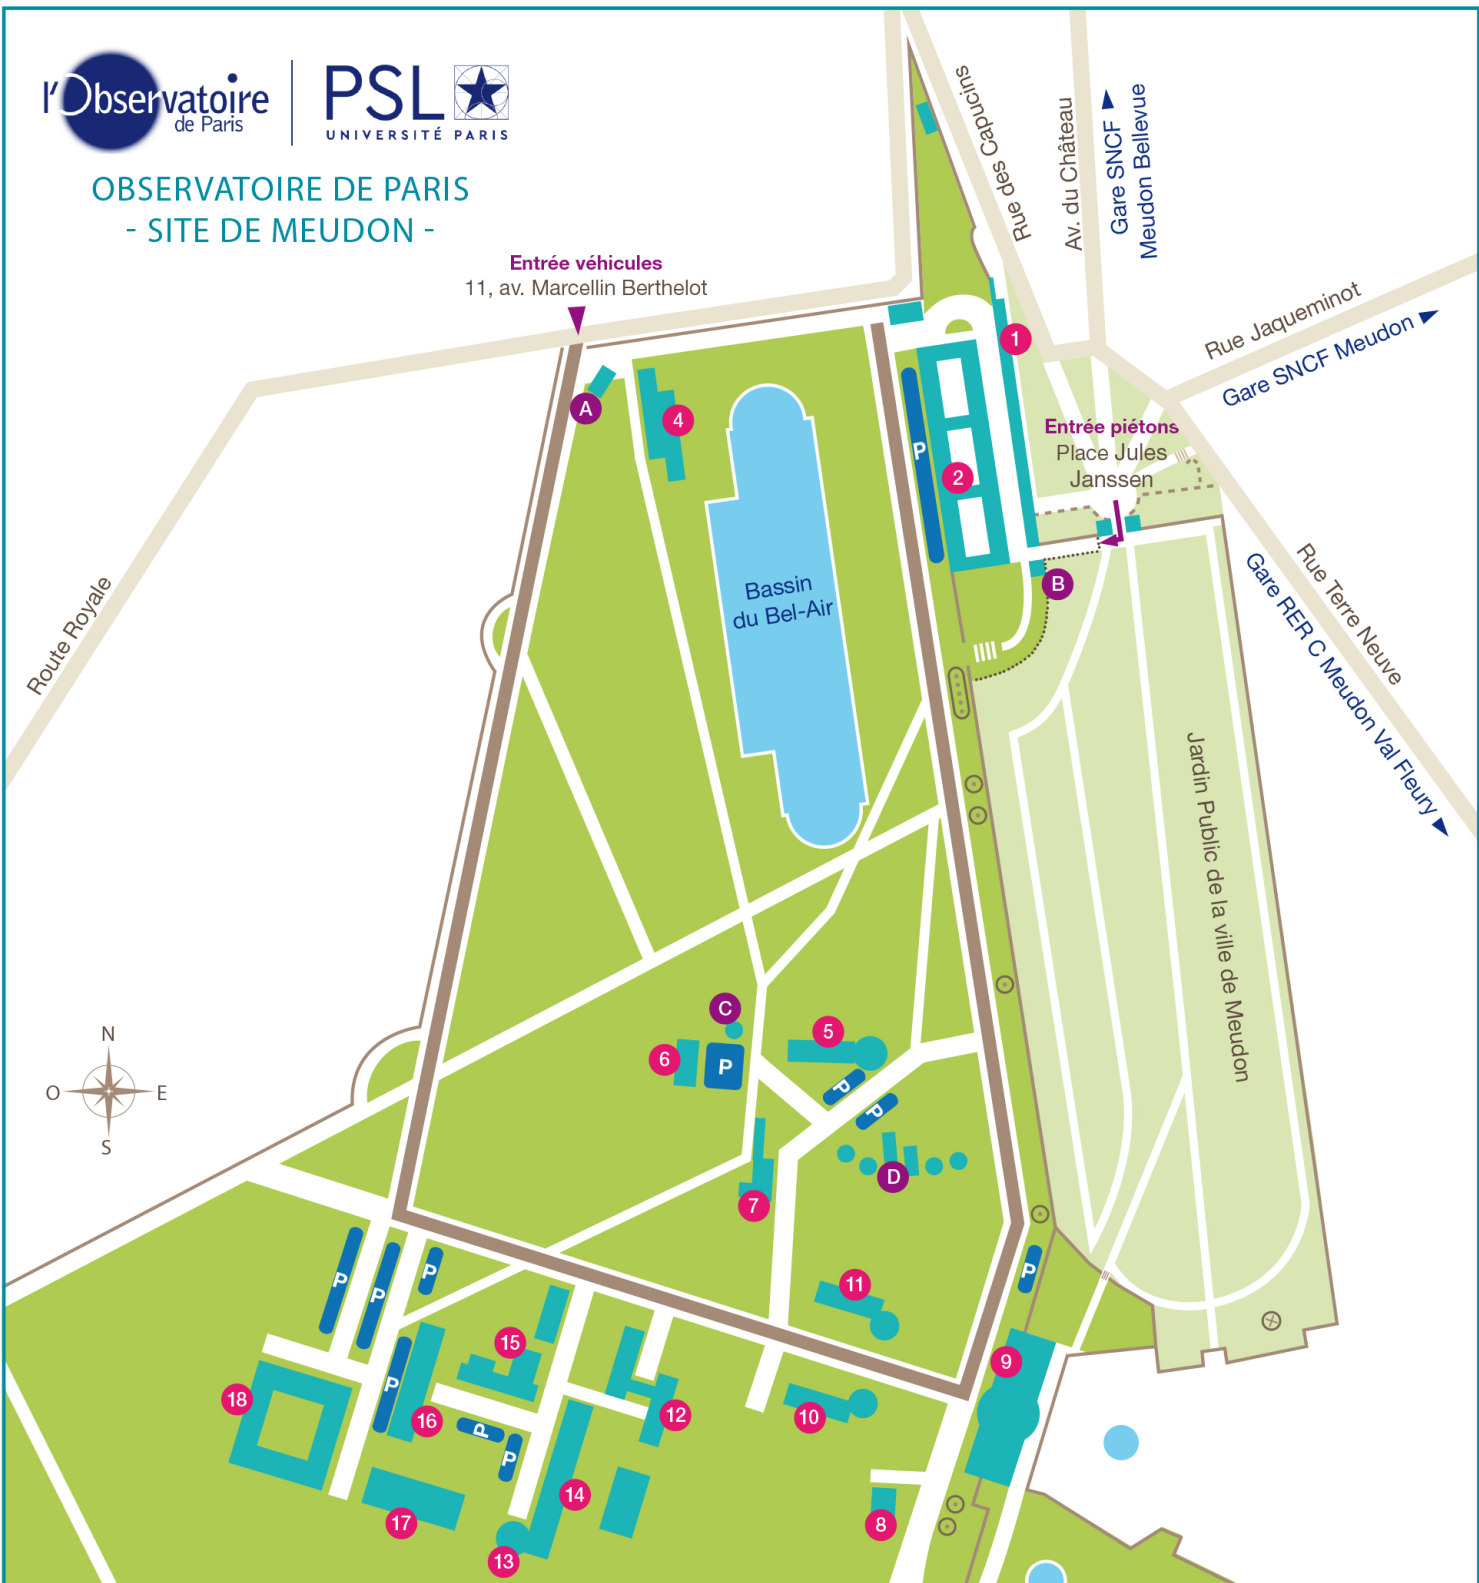 l'Observatoire
de Paris
PSL
UNIVERSITÉ PARIS
OBSERVATOIRE DE PARIS
- SITE DE MEUDON -
Entrée véhicules
11, av. Marcellin Berthelot
Rue des Capucins
Av. du Château
Gare SNCF
Meudon Bellevue
Rue Jaqueminot
Gare SNCF Meudon
1
A
4
P
2
Entrée piétons
Place Jules
Janssen
B
Bassin
du Bel-Air
Route Royale
Rue Terre Neuve
Gare RER C Meudon Val Fleury
Jardin Public de la ville de Meudon
C
5
6
P
P
P
N
O
E
S
D
7
P
P
P
P
11
15
9
P
18
16
12
10
P
P
14
17
8
13